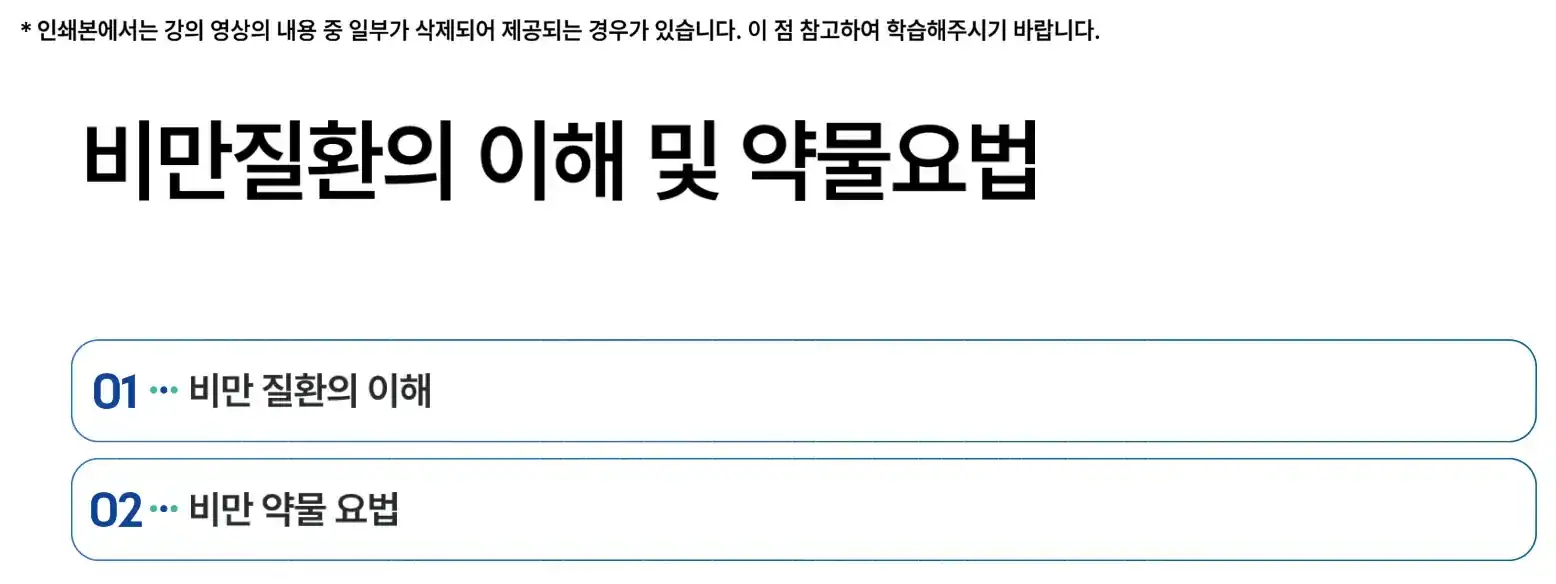 * 인쇄본에서는 강의 영상의 내용 중 일부가 삭제되어 제공되는 경우가 있습니다. 이 점 참고하여 학습해주시기 바랍니다.
비만질환의 이해 및 약물요법
01 ··· 비만 질환의 이해
02 ··· 비만 약물 요법